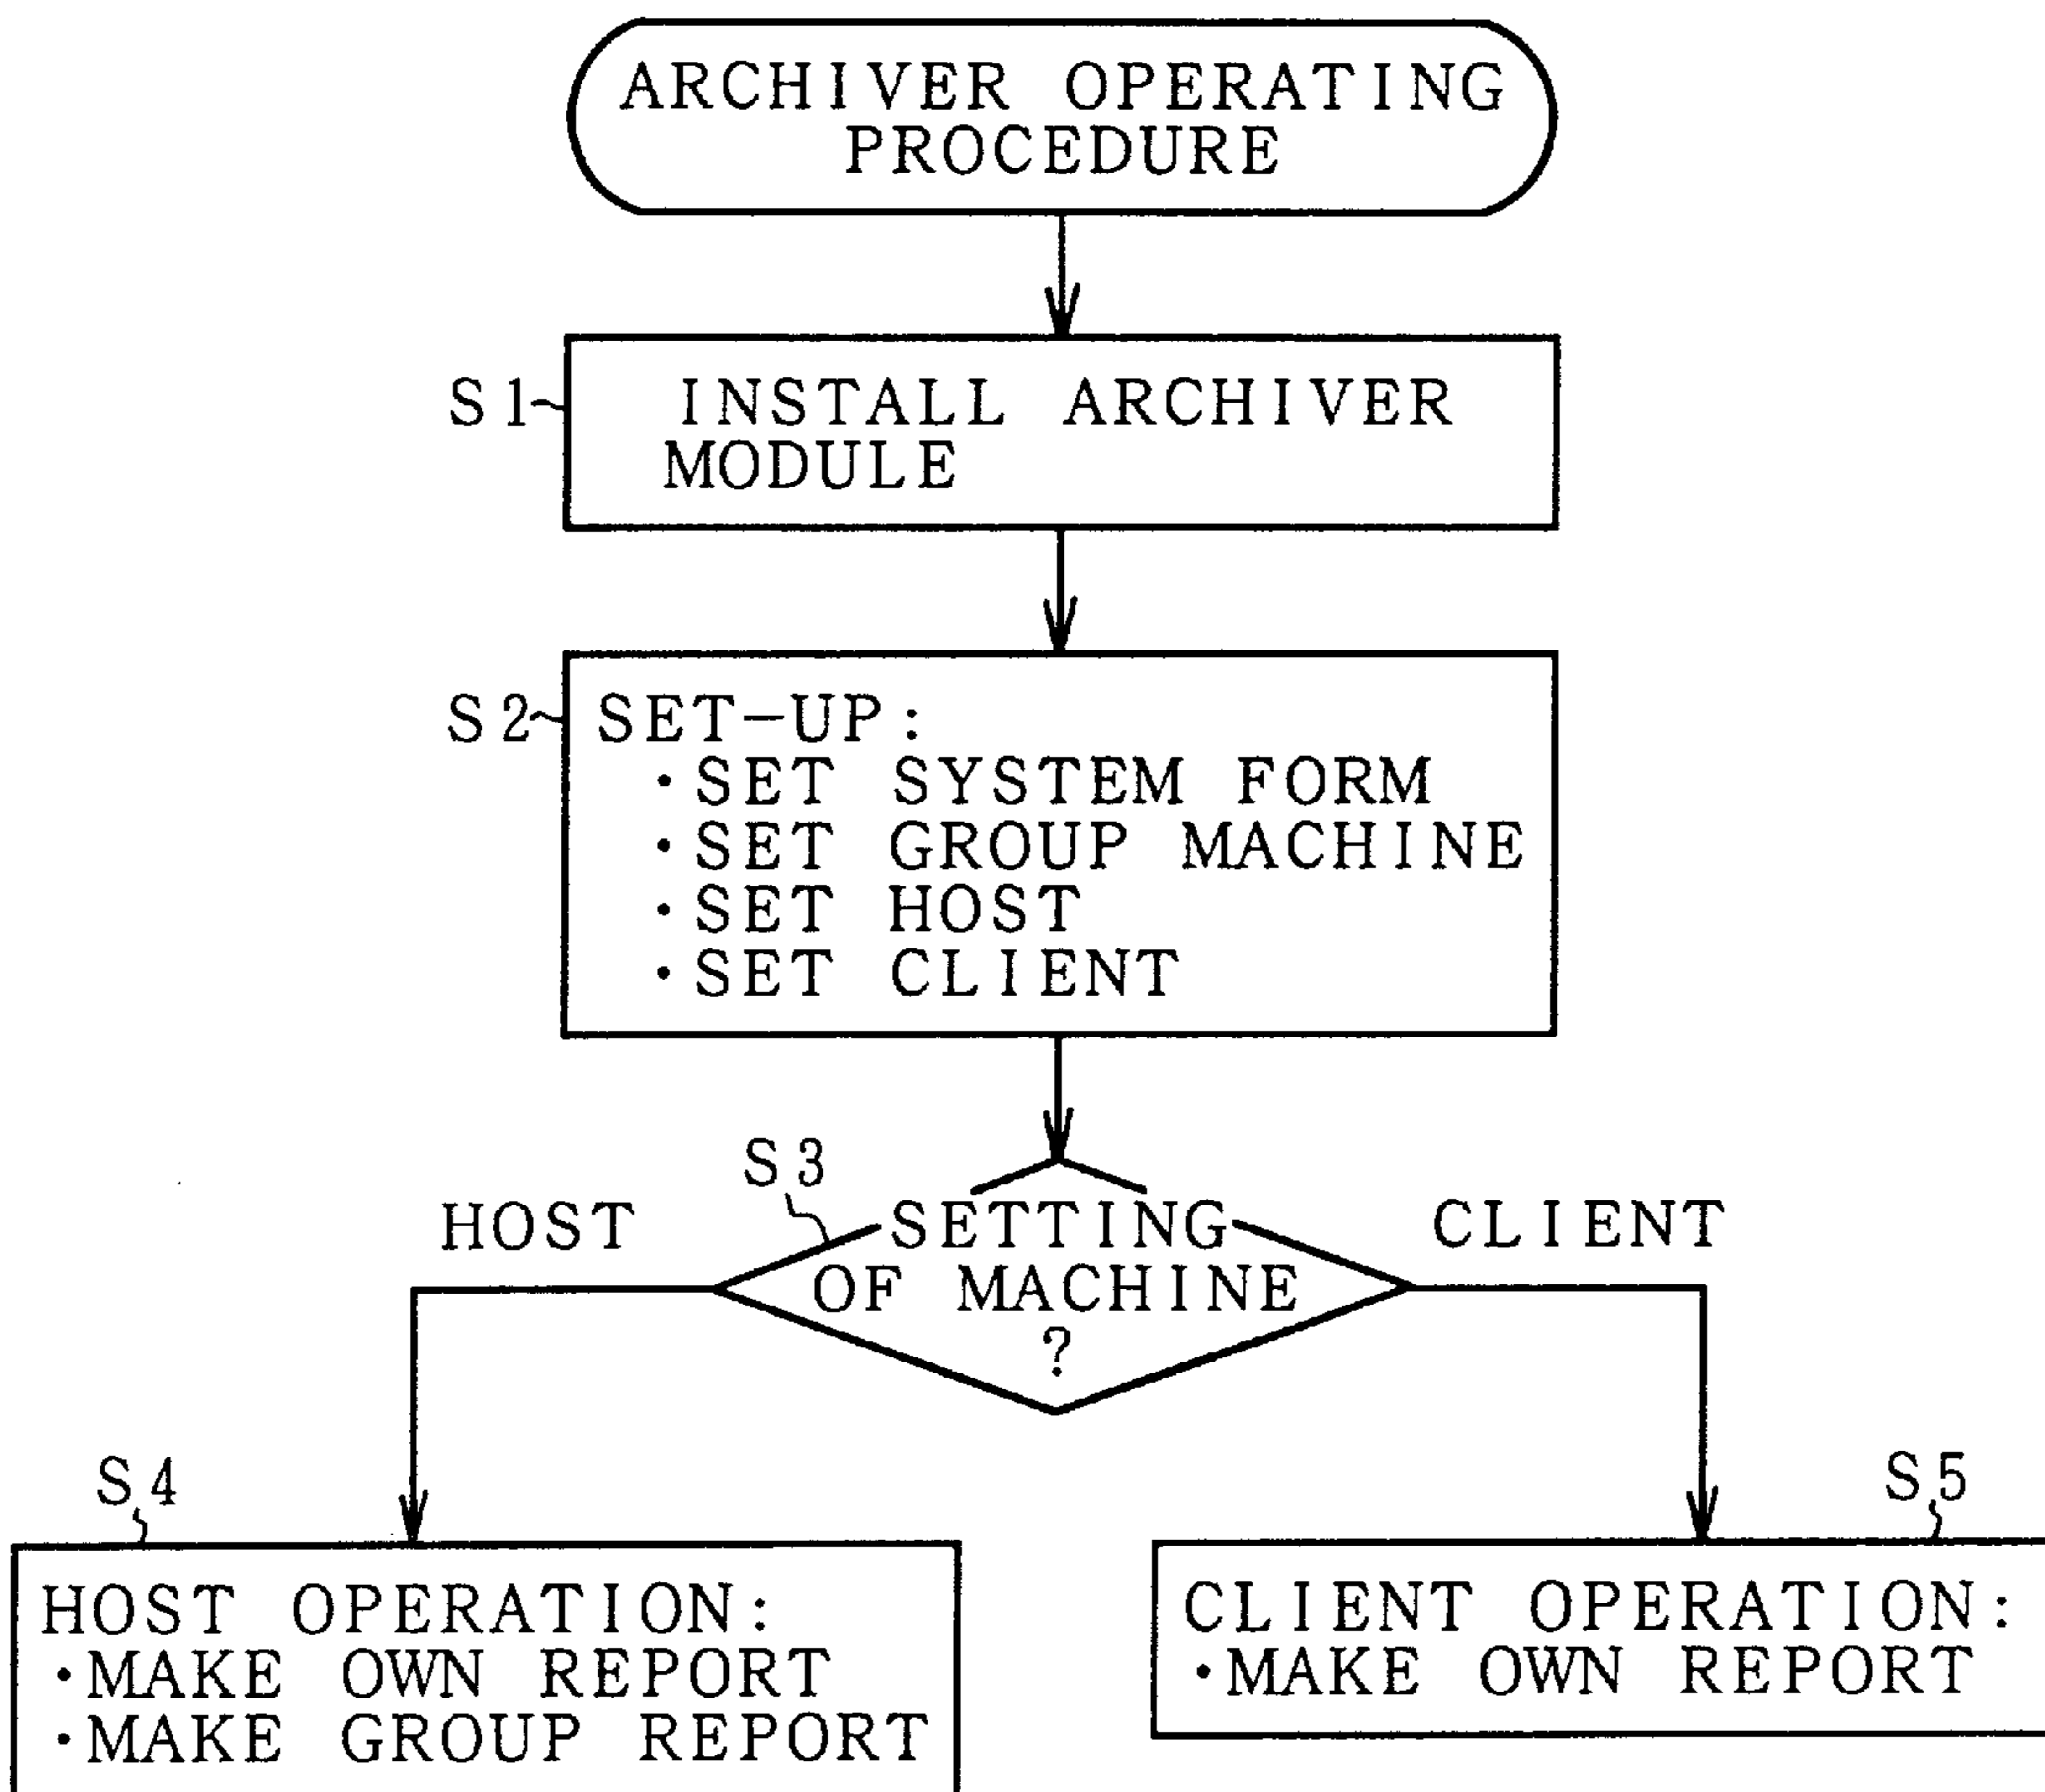 ARCHIVER OPERATING
PROCEDURE
S1
INSTALL ARCHIVER
MODULE
S2
SET-UP:
・SET SYSTEM FORM
・SET GROUP MACHINE
・SET HOST
・SET CLIENT
S3
HOST
SETTING
OF MACHINE
?
CLIENT
S4
HOST OPERATION:
・MAKE OWN REPORT
・MAKE GROUP REPORT
S5
CLIENT OPERATION:
・MAKE OWN REPORT